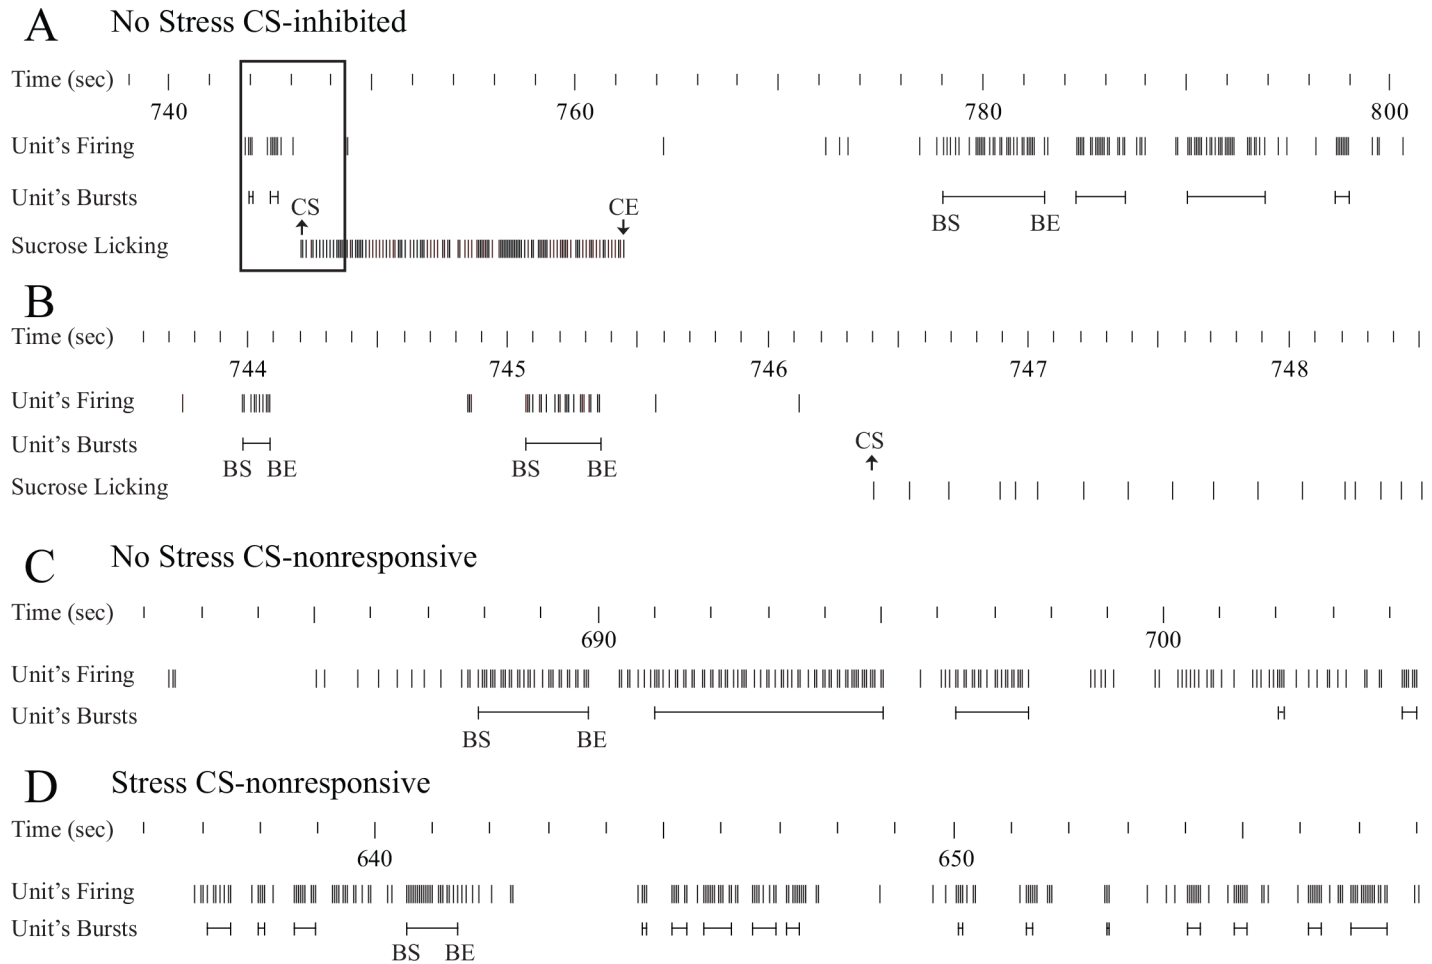 A No Stress CS-inhibited
Time (sec)
740 760 780 800
Unit's Firing
Unit's Bursts
CS CE
BS BE
Sucrose Licking
B
Time (sec)
744 745 746 747 748
Unit's Firing
Unit's Bursts
CS
BS BE BS BE
Sucrose Licking
C No Stress CS-nonresponsive
Time (sec)
690 700
Unit's Firing
Unit's Bursts
BS BE
D Stress CS-nonresponsive
Time (sec)
640 650
Unit's Firing
Unit's Bursts
BS BE